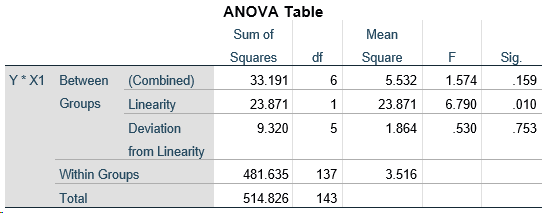 ANOVA Table
Sum of Squares df Mean Square F Sig.
Y * X1 Between Groups (Combined) 33.191 6 5.532 1.574 .159
Linearity 23.871 1 23.871 6.790 .010
Deviation from Linearity 9.320 5 1.864 .530 .753
Within Groups 481.635 137 3.516
Total 514.826 143